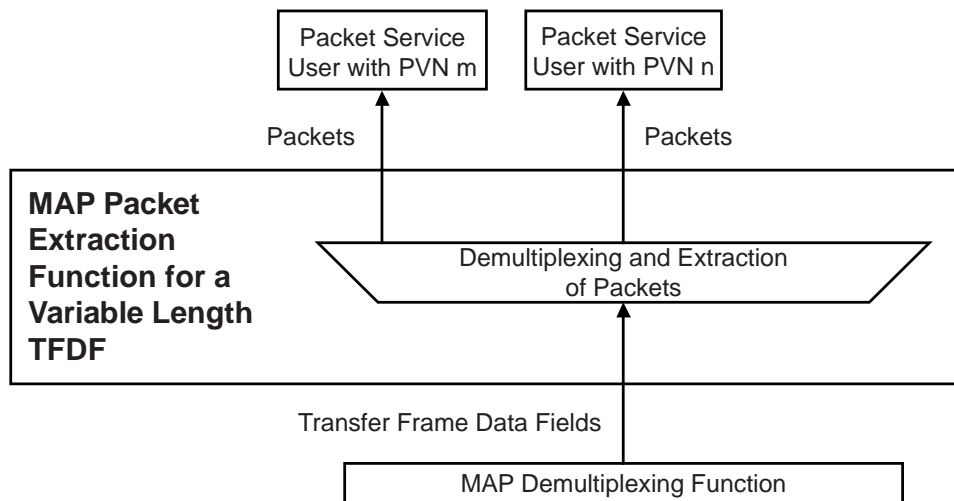 Packet Service
User with PVN m
Packet Service
User with PVN n
Packets
Packets
MAP Packet
Extraction
Function for a
Variable Length
TFDF
Demultiplexing and Extraction
of Packets
Transfer Frame Data Fields
MAP Demultiplexing Function